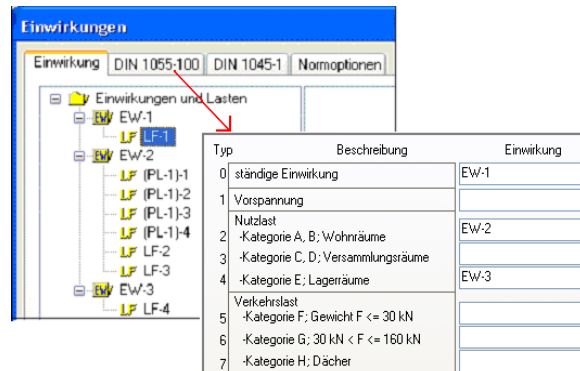 Einwirkungen
Einwirkung DIN 1055-100 DIN 1045-1 Normoptionen
Einwirkungen und Lasten
EW EW-1
LF LF-1
EW EW-2
LF (PL-1)-1
LF (PL-1)-2
LF (PL-1)-3
LF (PL-1)-4
LF LF-2
LF LF-3
EW EW-3
LF LF-4
Typ Beschreibung Einwirkung
0 ständige Einwirkung EW-1
1 Vorspannung
Nutzlast
2 -Kategorie A, B; Wohnräume EW-2
3 -Kategorie C, D; Versammlungsräume
4 -Kategorie E; Lagerräume EW-3
Verkehrslast
5 -Kategorie F; Gewicht F <= 30 kN
6 -Kategorie G; 30 kN < F <= 160 kN
7 -Kategorie H; Dächer